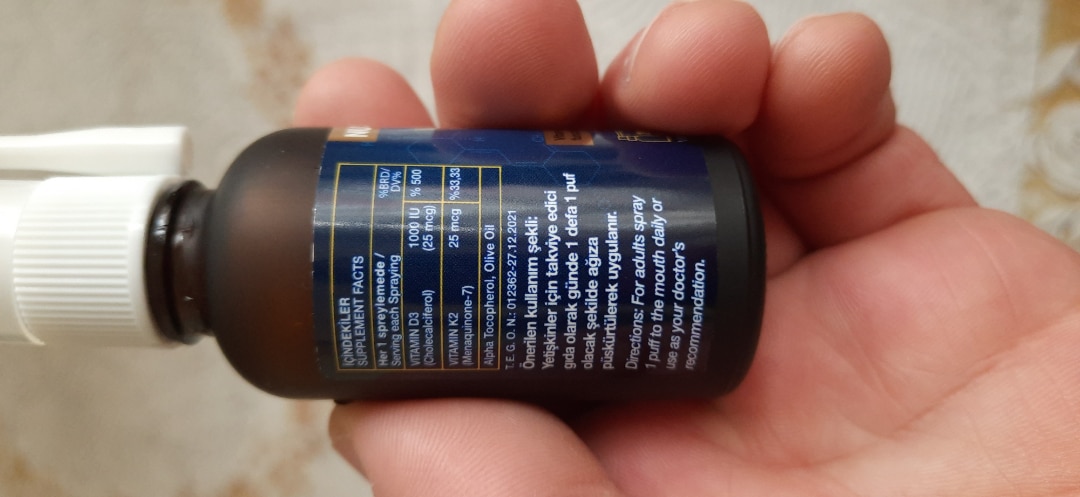 İÇİNDEKİLER
SUPPLEMENT FACTS
Her 1 spreylemede / %BRD/
Serving each Spraying DV%
VITAMIN D3 1000 IU % 500
(Cholecalciferol) (25 mcg)
VITAMIN K2 25 mcg %33,33
(Menaquinone-7)
Alpha Tocopherol, Olive Oil
T.E.G.O.N.: 012362-27.12.2021
Önerilen kullanım şekli:
Yetişkinler için takviye edici
gıda olarak günde 1 defa 1 puf
olacak şekilde ağıza
püskürtülerek uygulanır.
Directions: For adults spray
1 puff to the mouth daily or
use as your doctor's
recommendation.